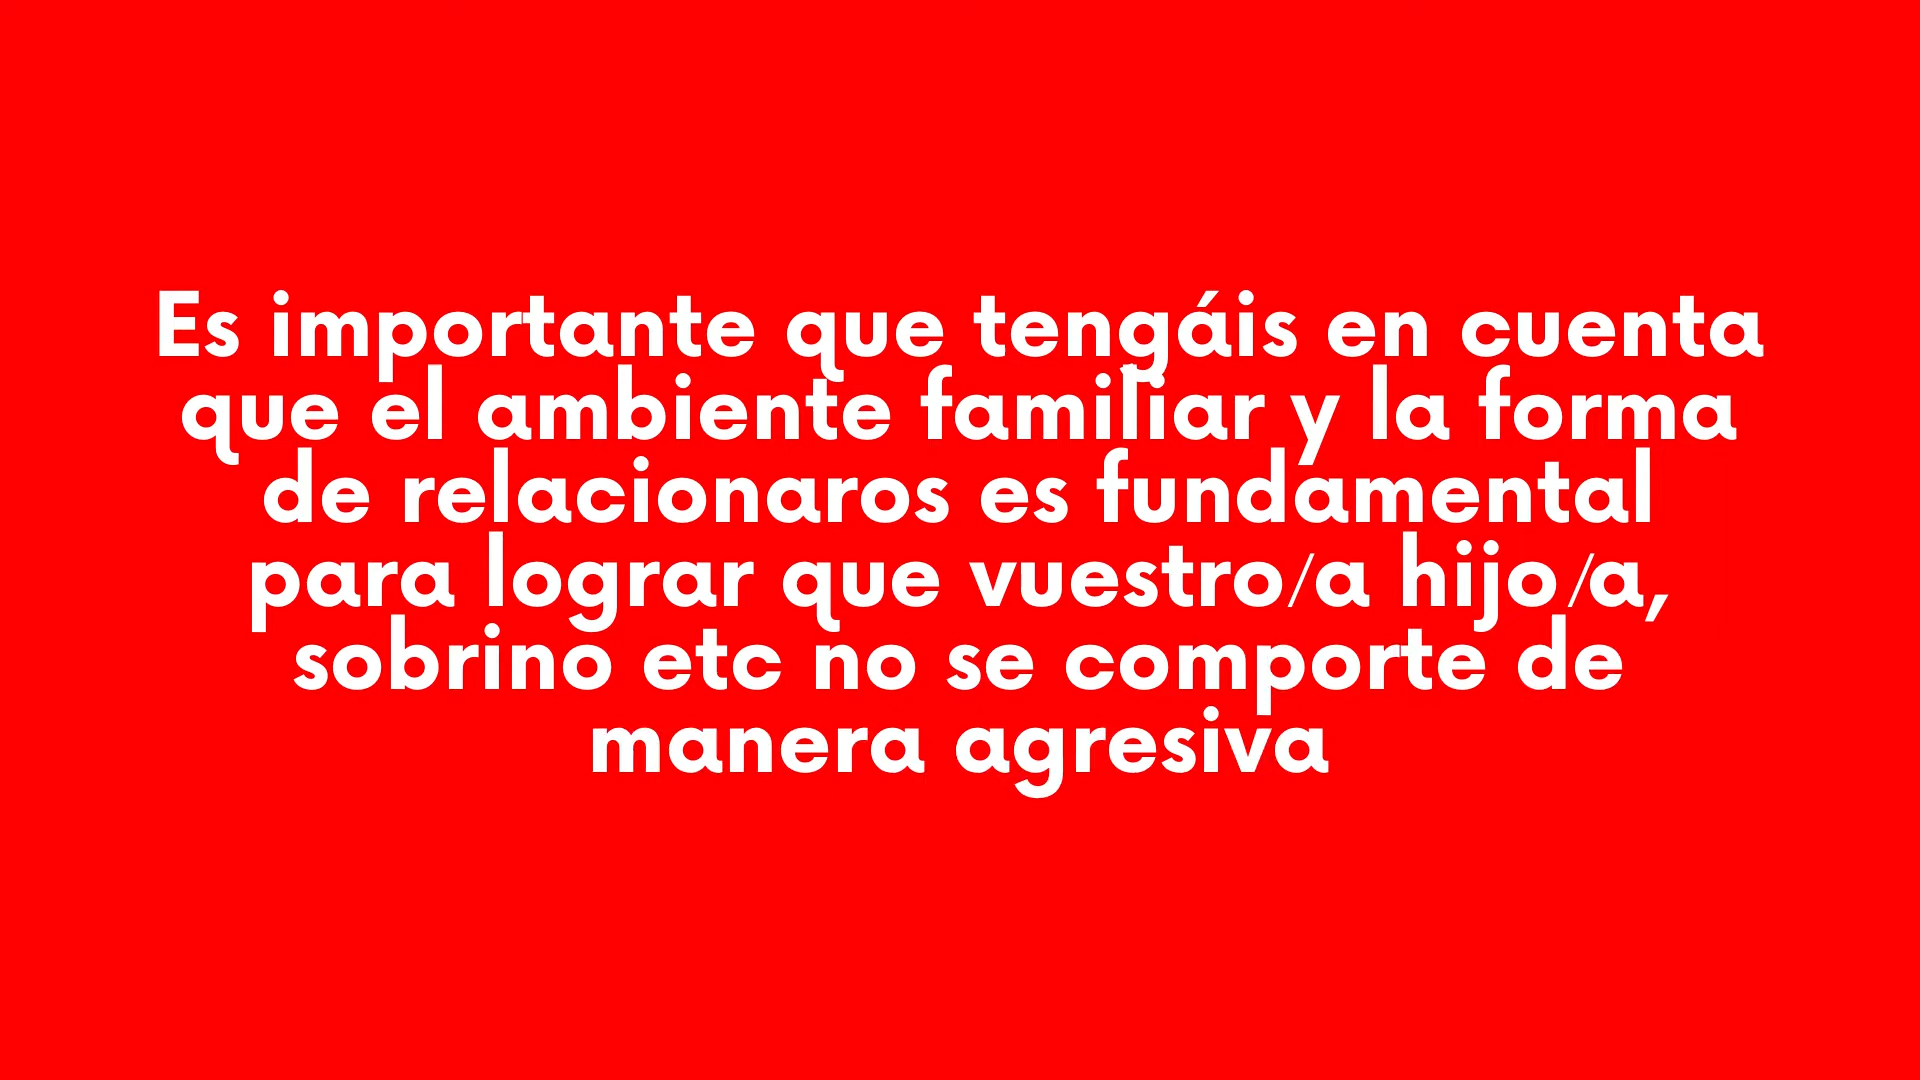 Es importante que tengáis en cuenta
que el ambiente familiar y la forma
de relacionaros es fundamental
para lograr que vuestro/a hijo/a,
sobrino etc no se comporte de
manera agresiva